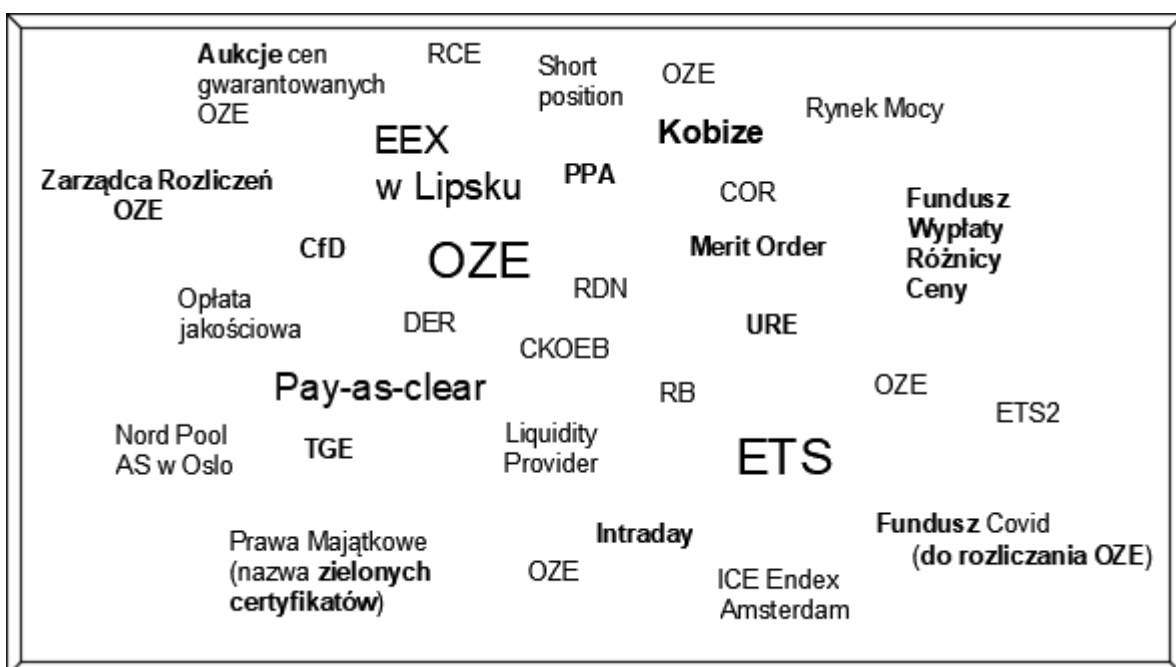 Aukcje cen
gwarantowanych
OZE
RCE
Short
position
OZE
Rynek Mocy
EEX
w Lipsku
Kobize
PPA
Zarządca Rozliczeń
OZE
COR
Fundusz
Wypłaty
Różnicy
Ceny
CfD
OZE
Merit Order
RDN
Opłata
jakościowa
DER
URE
CKOEB
Pay-as-clear
RB
OZE
ETS2
Nord Pool
AS w Oslo
TGE
Liquidity
Provider
ETS
Prawa Majątkowe
(nazwa zielonych
certyfikatów)
Intraday
OZE
Fundusz Covid
(do rozliczania OZE)
ICE Endex
Amsterdam